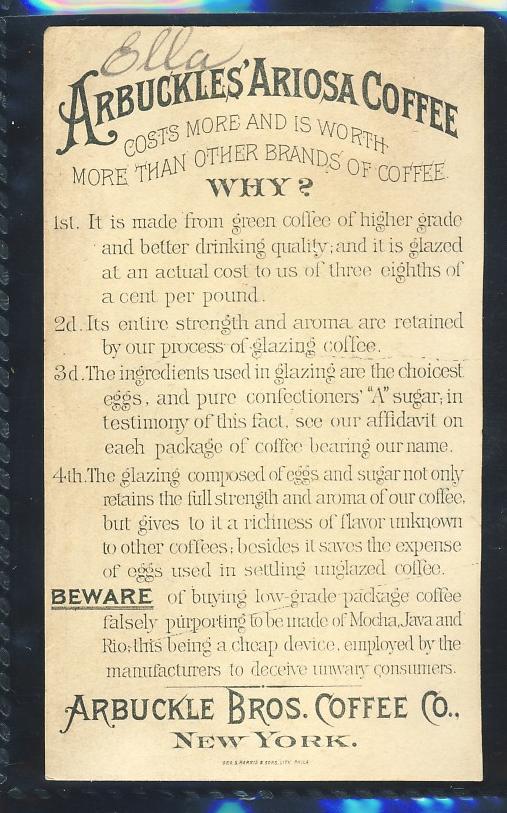 Ella
ARBUCKLES' ARIOSA COFFEE
COSTS MORE AND IS WORTH
MORE THAN OTHER BRANDS OF COFFEE.
WHY?
1st. It is made from green coffee of higher grade
and better drinking quality; and it is glazed
at an actual cost to us of three eighths of
a cent per pound.
2d. Its entire strength and aroma are retained
by our process of glazing coffee.
3d. The ingredients used in glazing are the choicest
eggs, and pure confectioners' "A" sugar; in
testimony of this fact, see our affidavit on
each package of coffee bearing our name.
4th. The glazing composed of eggs and sugar not only
retains the full strength and aroma of our coffee,
but gives to it a richness of flavor unknown
to other coffees; besides it saves the expense
of eggs used in settling unglazed coffee.
BEWARE of buying low-grade package coffee
falsely purporting to be made of Mocha, Java and
Rio; this being a cheap device, employed by the
manufacturers to deceive unwary consumers.
ARBUCKLE BROS. COFFEE CO.,
NEW YORK.
GEO. S. HARRIS & SONS, LITH. PHILA.